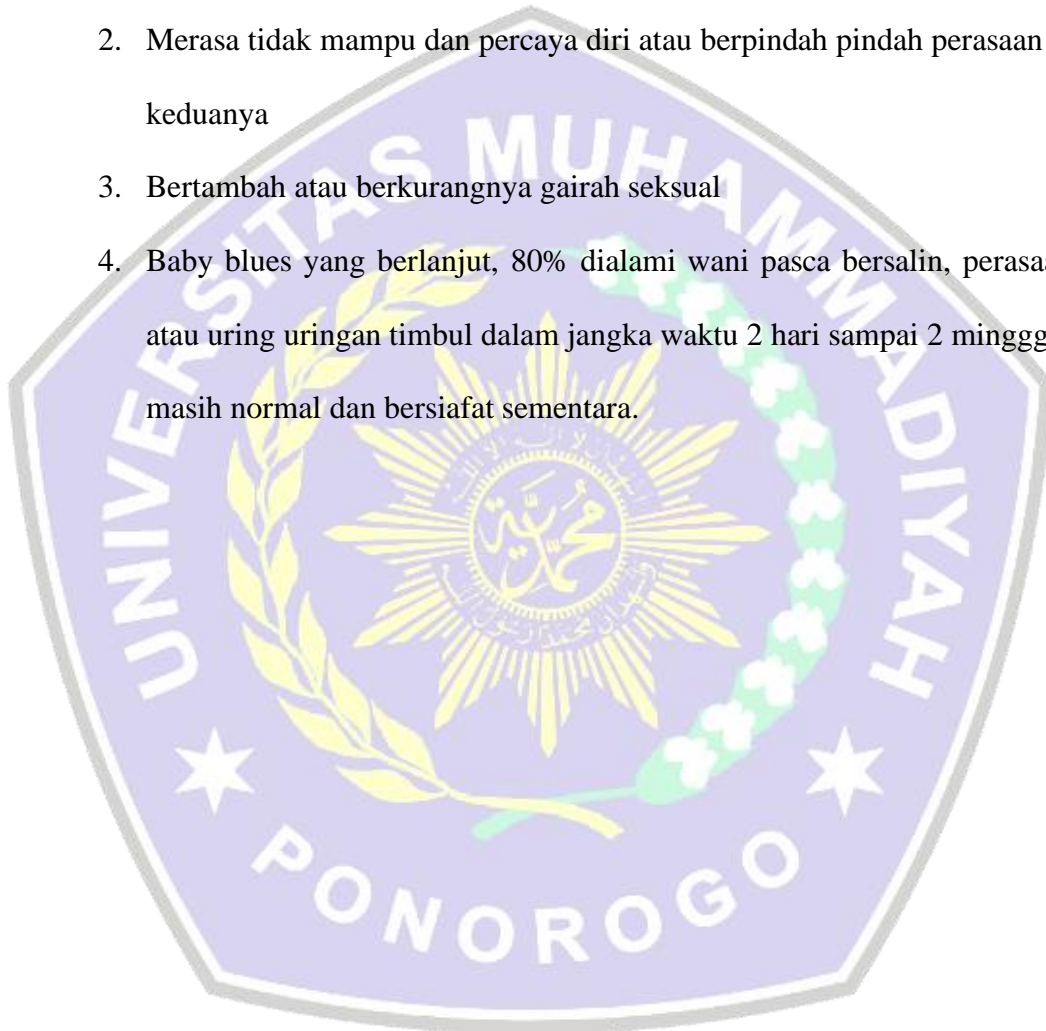 2. Merasa tidak mampu dan percaya diri atau berpindah pindah perasaan
keduanya
3. Bertambah atau berkurangnya gairah seksual
4. Baby blues yang berlanjut, 80% dialami wani pasca bersalin,
atau uring uringan timbul dalam jangka waktu 2 hari sampai 2
masih normal dan bersiafat sementara.
UNIVERSITAS MUHAMMADIYAH
محمدية
PONOROGO